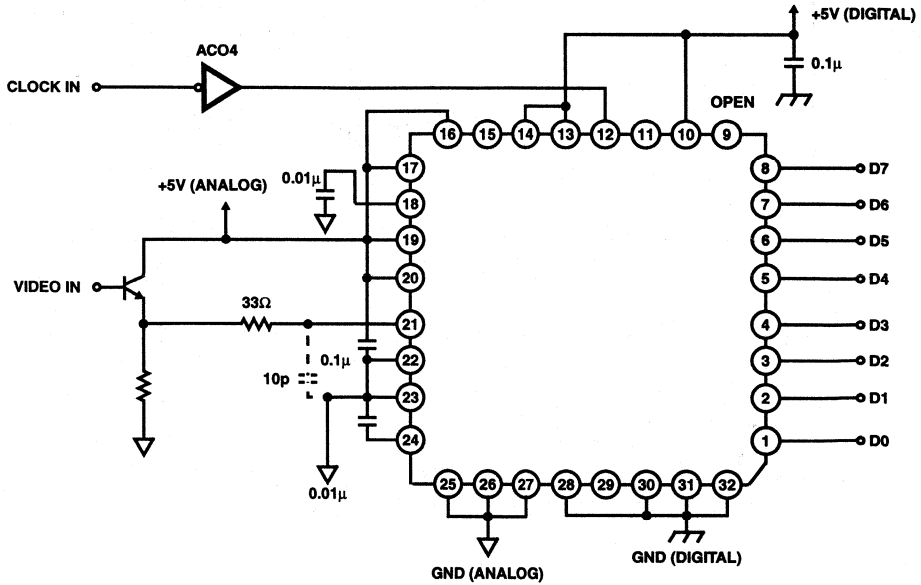 +5V (DIGITAL)
ACO4
0.1µ
CLOCK IN
OPEN
16 15 14 13 12 11 10 9
17
8 D7
0.01µ
+5V (ANALOG)
18
7 D6
19
6 D5
20
5 D4
VIDEO IN
33Ω
21
4 D3
0.1µ
22
3 D2
10p
23
2 D1
24
1 D0
25 26 27 28 29 30 31 32
0.01µ
GND (DIGITAL)
GND (ANALOG)